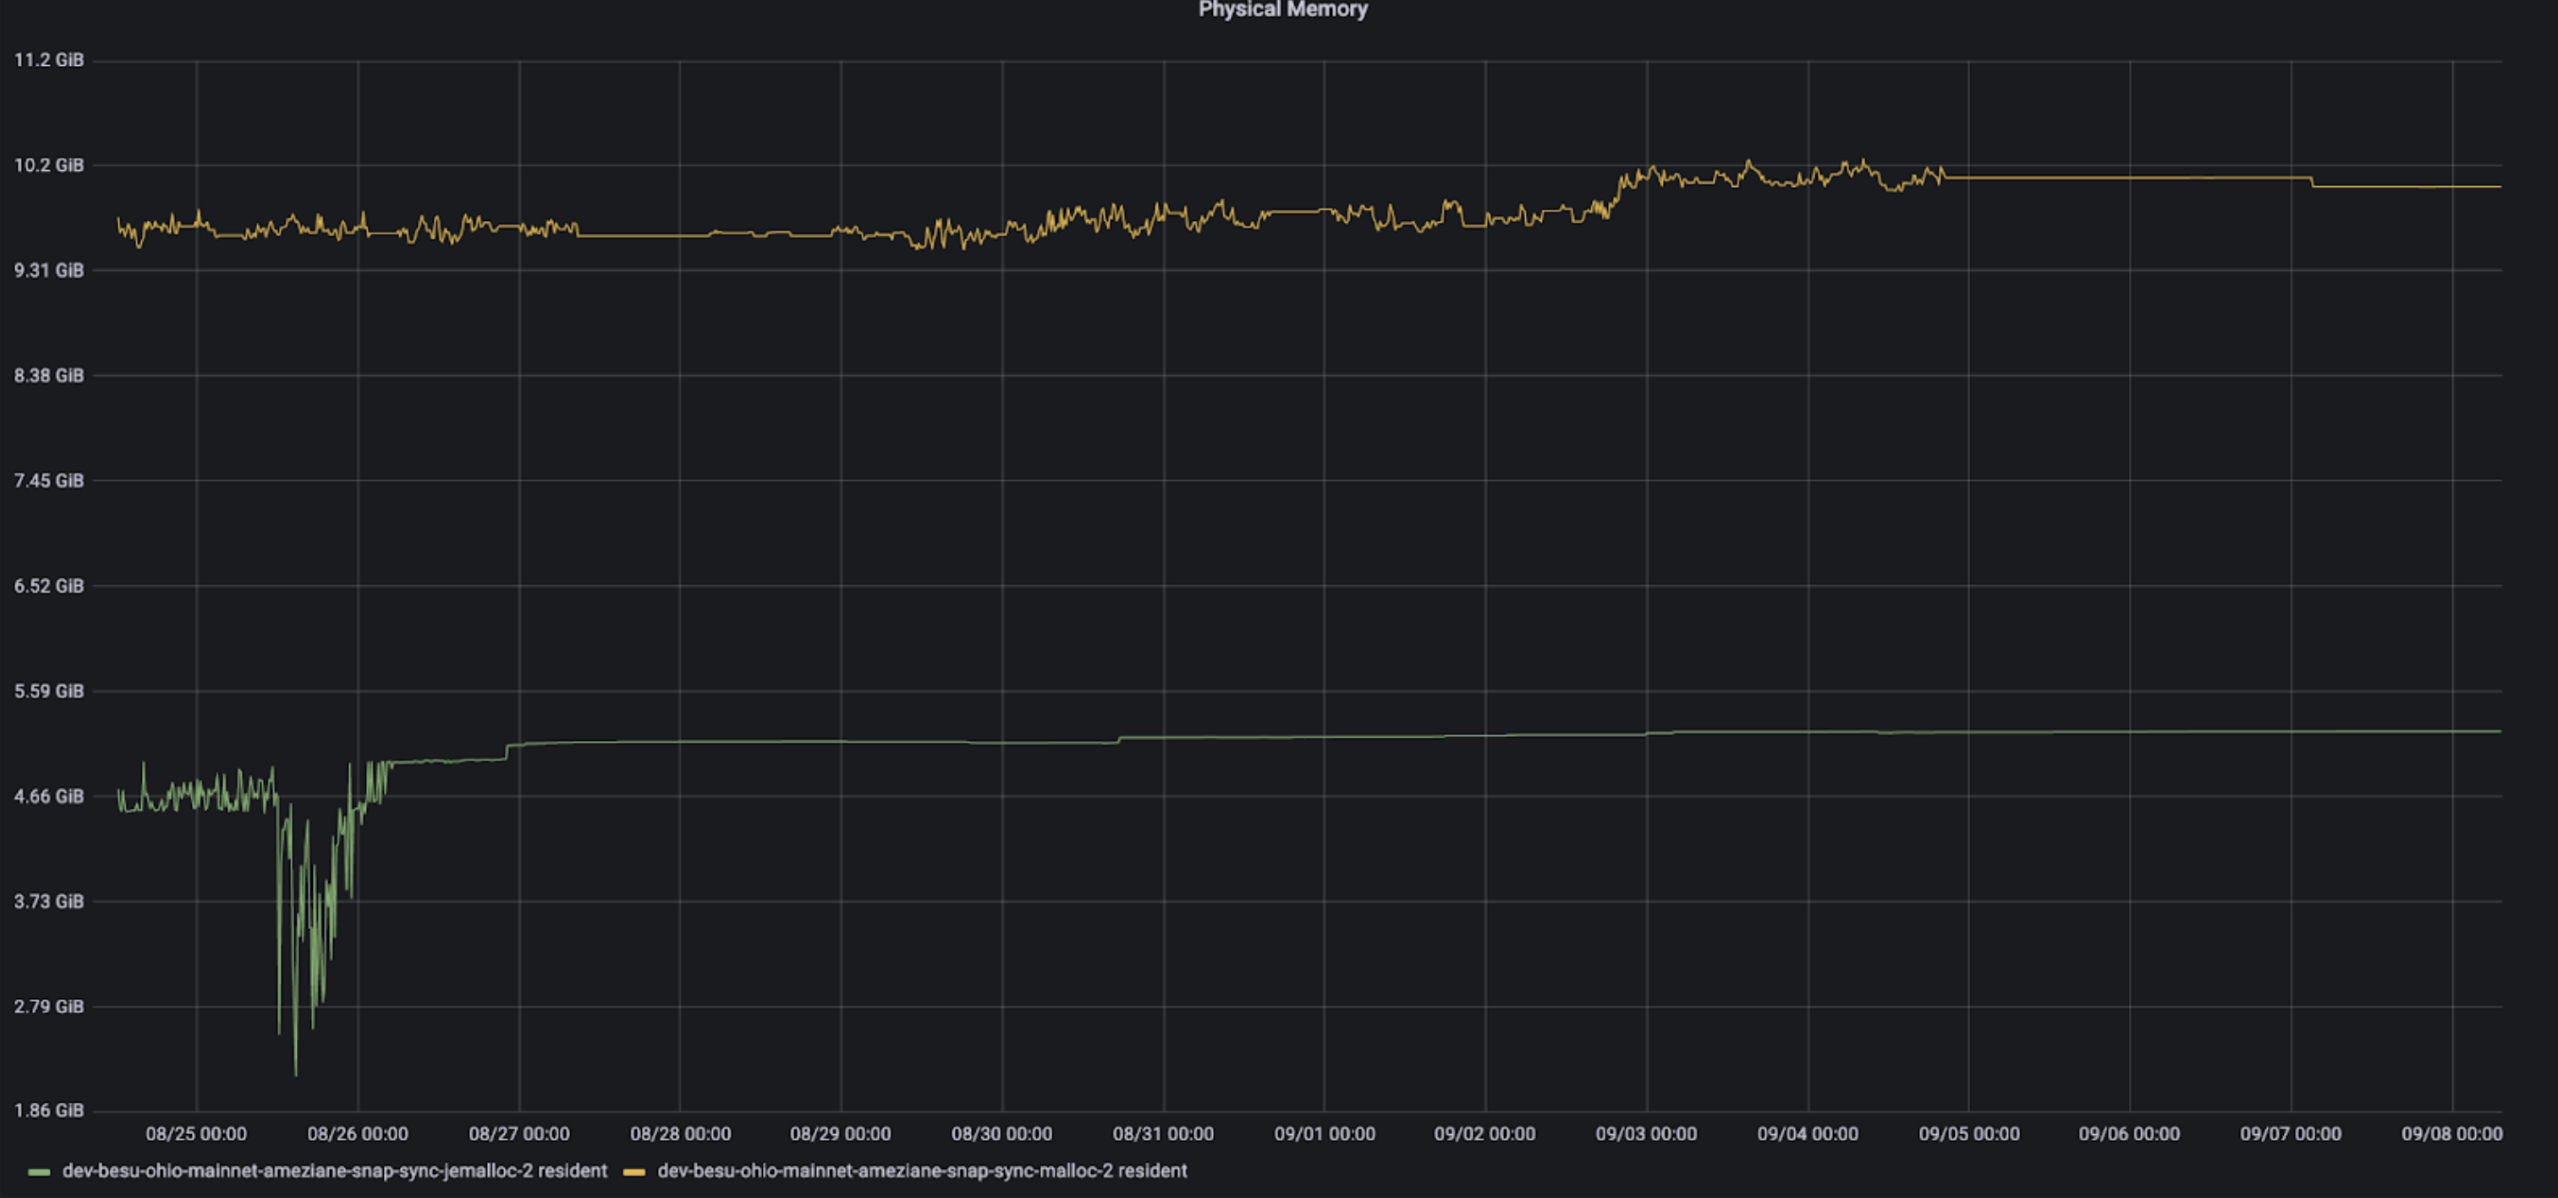 Physical Memory
11.2 GiB
10.2 GiB
9.31 GiB
8.38 GiB
7.45 GiB
6.52 GiB
5.59 GiB
4.66 GiB
3.73 GiB
2.79 GiB
1.86 GiB
08/25 00:00 08/26 00:00 08/27 00:00 08/28 00:00 08/29 00:00 08/30 00:00 08/31 00:00 09/01 00:00 09/02 00:00 09/03 00:00 09/04 00:00 09/05 00:00 09/06 00:00 09/07 00:00 09/08 00:00
dev-besu-ohio-mainnet-ameziane-snap-sync-jemalloc-2 resident dev-besu-ohio-mainnet-ameziane-snap-sync-malloc-2 resident